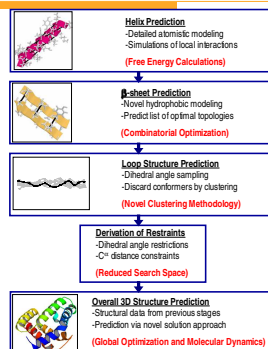 Helix Prediction
-Detailed atomistic modeling
-Simulations of local interactions
(Free Energy Calculations)
β-sheet Prediction
-Novel hydrophobic modeling
-Predict list of optimal topologies
(Combinatorial Optimization)
Loop Structure Prediction
-Dihedral angle sampling
-Discard conformers by clustering
(Novel Clustering Methodology)
Derivation of Restraints
-Dihedral angle restrictions
-Cα distance constraints
(Reduced Search Space)
Overall 3D Structure Prediction
-Structural data from previous stages
-Prediction via novel solution approach
(Global Optimization and Molecular Dynamics)